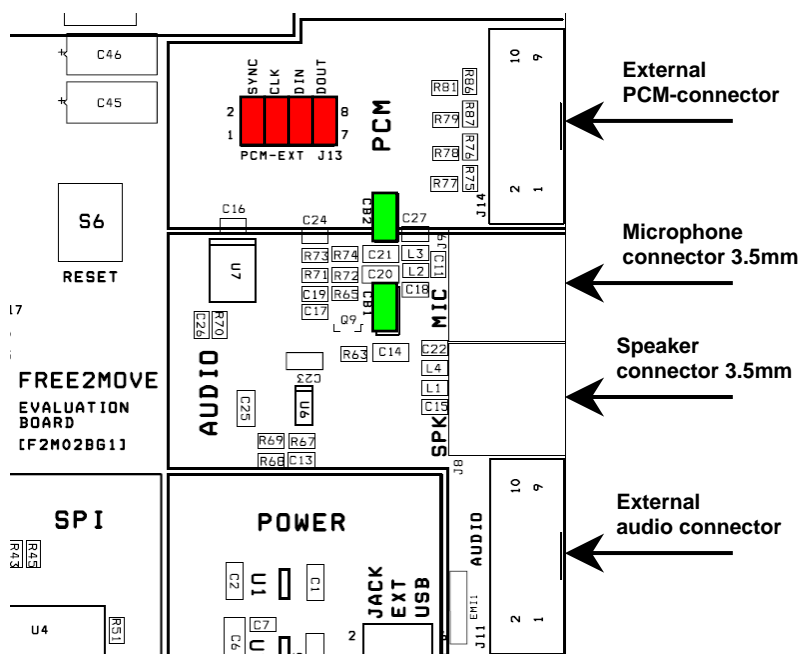 C46
C45
SYNC
CLK
DIN
DOUT
2
8
1
7
PCM-EXT J13
PCM
R81
R86
R79
R87
R78
R76
R77
R75
10
9
2
1
J14
External
PCM-connector
S6
RESET
C16
U7
C24
CB2
C27
R73
R74
C21
L3
J6
R71
R72
C20
L2
C11
C19
R65
C18
C17
CB1
Q9
MIC
Microphone
connector 3.5mm
17
C26
R70
AUDIO
R63
C14
C22
L4
L1
C15
SPK
C23
C25
U6
R69
R67
R68
C13
J8
Speaker
connector 3.5mm
FREE2MOVE
EVALUATION
BOARD
[F2M02BG1]
SPI
R43
R45
U4
R51
POWER
C2
U1
C1
C7
C6
U
2
JACK
EXT
USB
AUDIO
EMI1
J11
10
9
2
1
External
audio connector